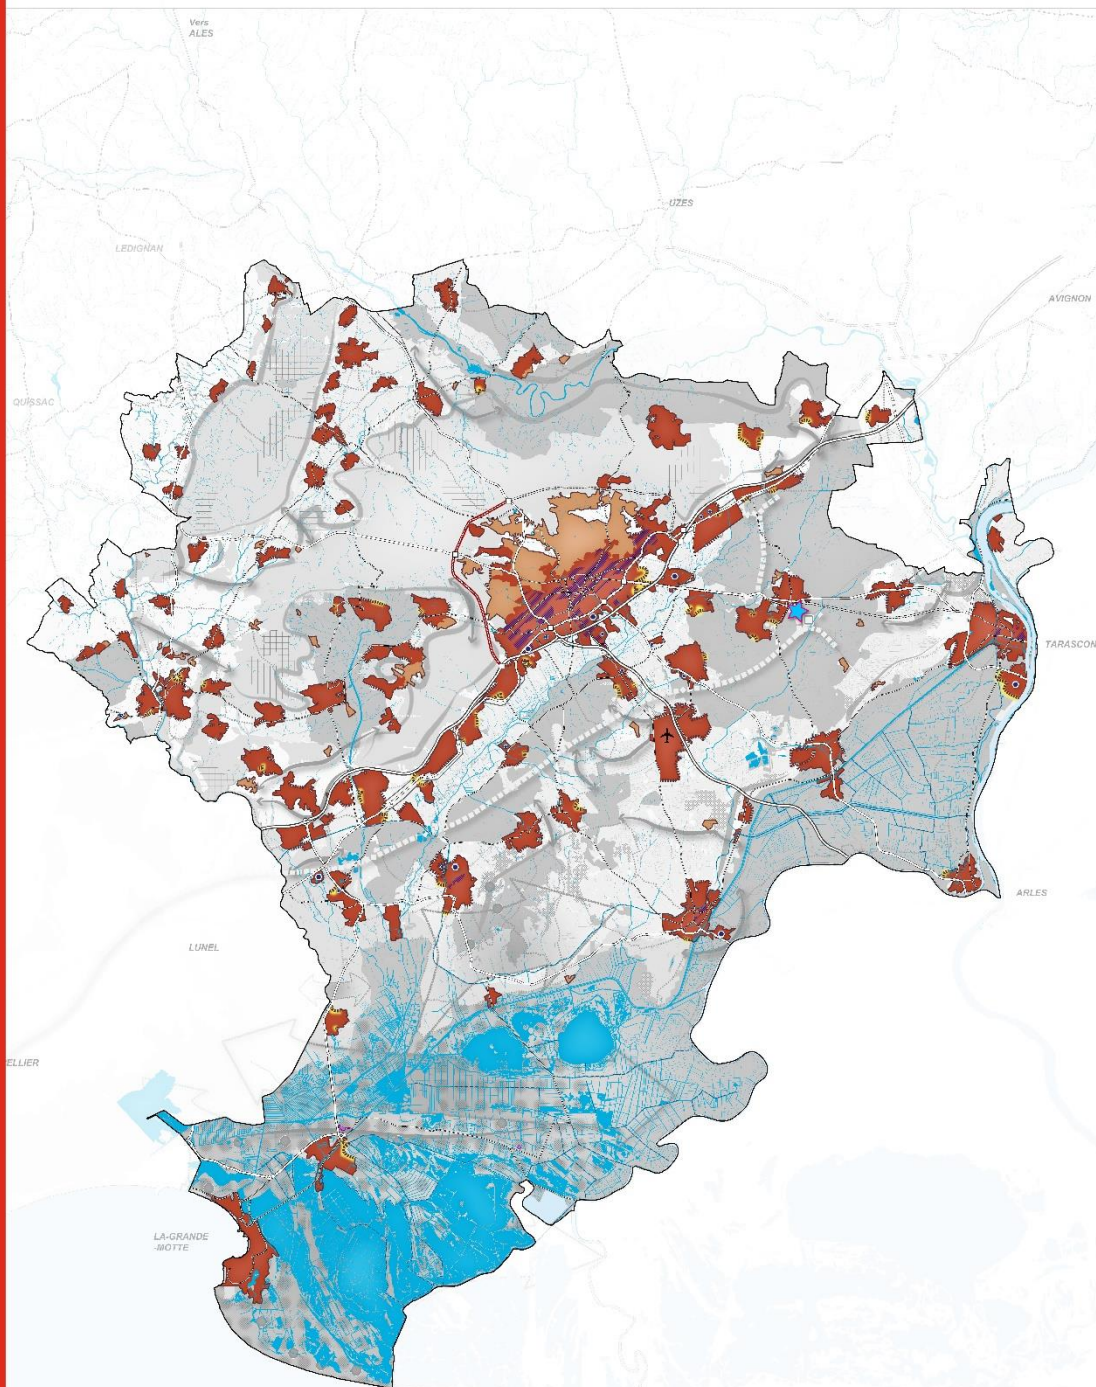 Vers
ALES
UZES
LEDIGNAN
AVIGNON
QUISSAC
TARASCON
ARLES
LUNEL
ELLIER
LA-GRANDE
-MOTTE